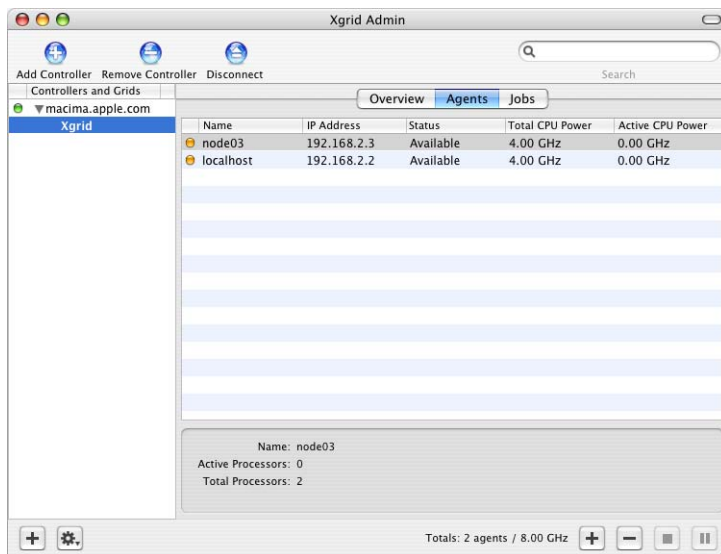 Xgrid Admin
Add Controller Remove Controller Disconnect
Search
Controllers and Grids
macima.apple.com
Xgrid
Overview Agents Jobs
Name IP Address Status Total CPU Power Active CPU Power
node03 192.168.2.3 Available 4.00 GHz 0.00 GHz
localhost 192.168.2.2 Available 4.00 GHz 0.00 GHz
Name: node03
Active Processors: 0
Total Processors: 2
Totals: 2 agents / 8.00 GHz